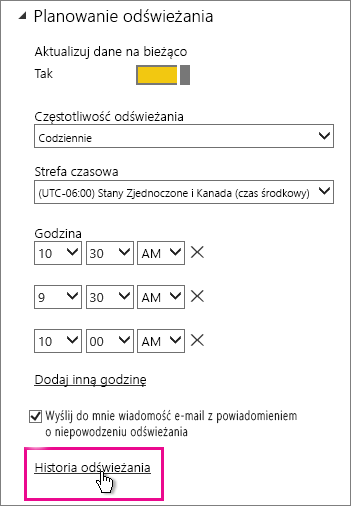 Planowanie odświeżania
Aktualizuj dane na bieżąco
Tak
Częstotliwość odświeżania
Codziennie
Strefa czasowa
(UTC-06:00) Stany Zjednoczone i Kanada (czas środkowy)
Godzina
10 30 AM
9 30 AM
10 00 AM
Dodaj inną godzinę
Wyślij do mnie wiadomość e-mail z powiadomieniem
o niepowodzeniu odświeżania
Historia odświeżania